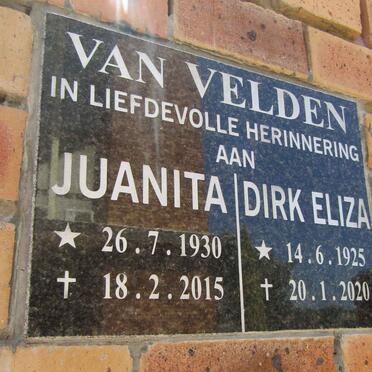 VAN VELDEN
IN LIEFDEVOLLE HERINNERING
AAN
JUANITA
★ 26.7.1930
✝ 18.2.2015
DIRK ELIZA
★ 14.6.1925
✝ 20.1.2020